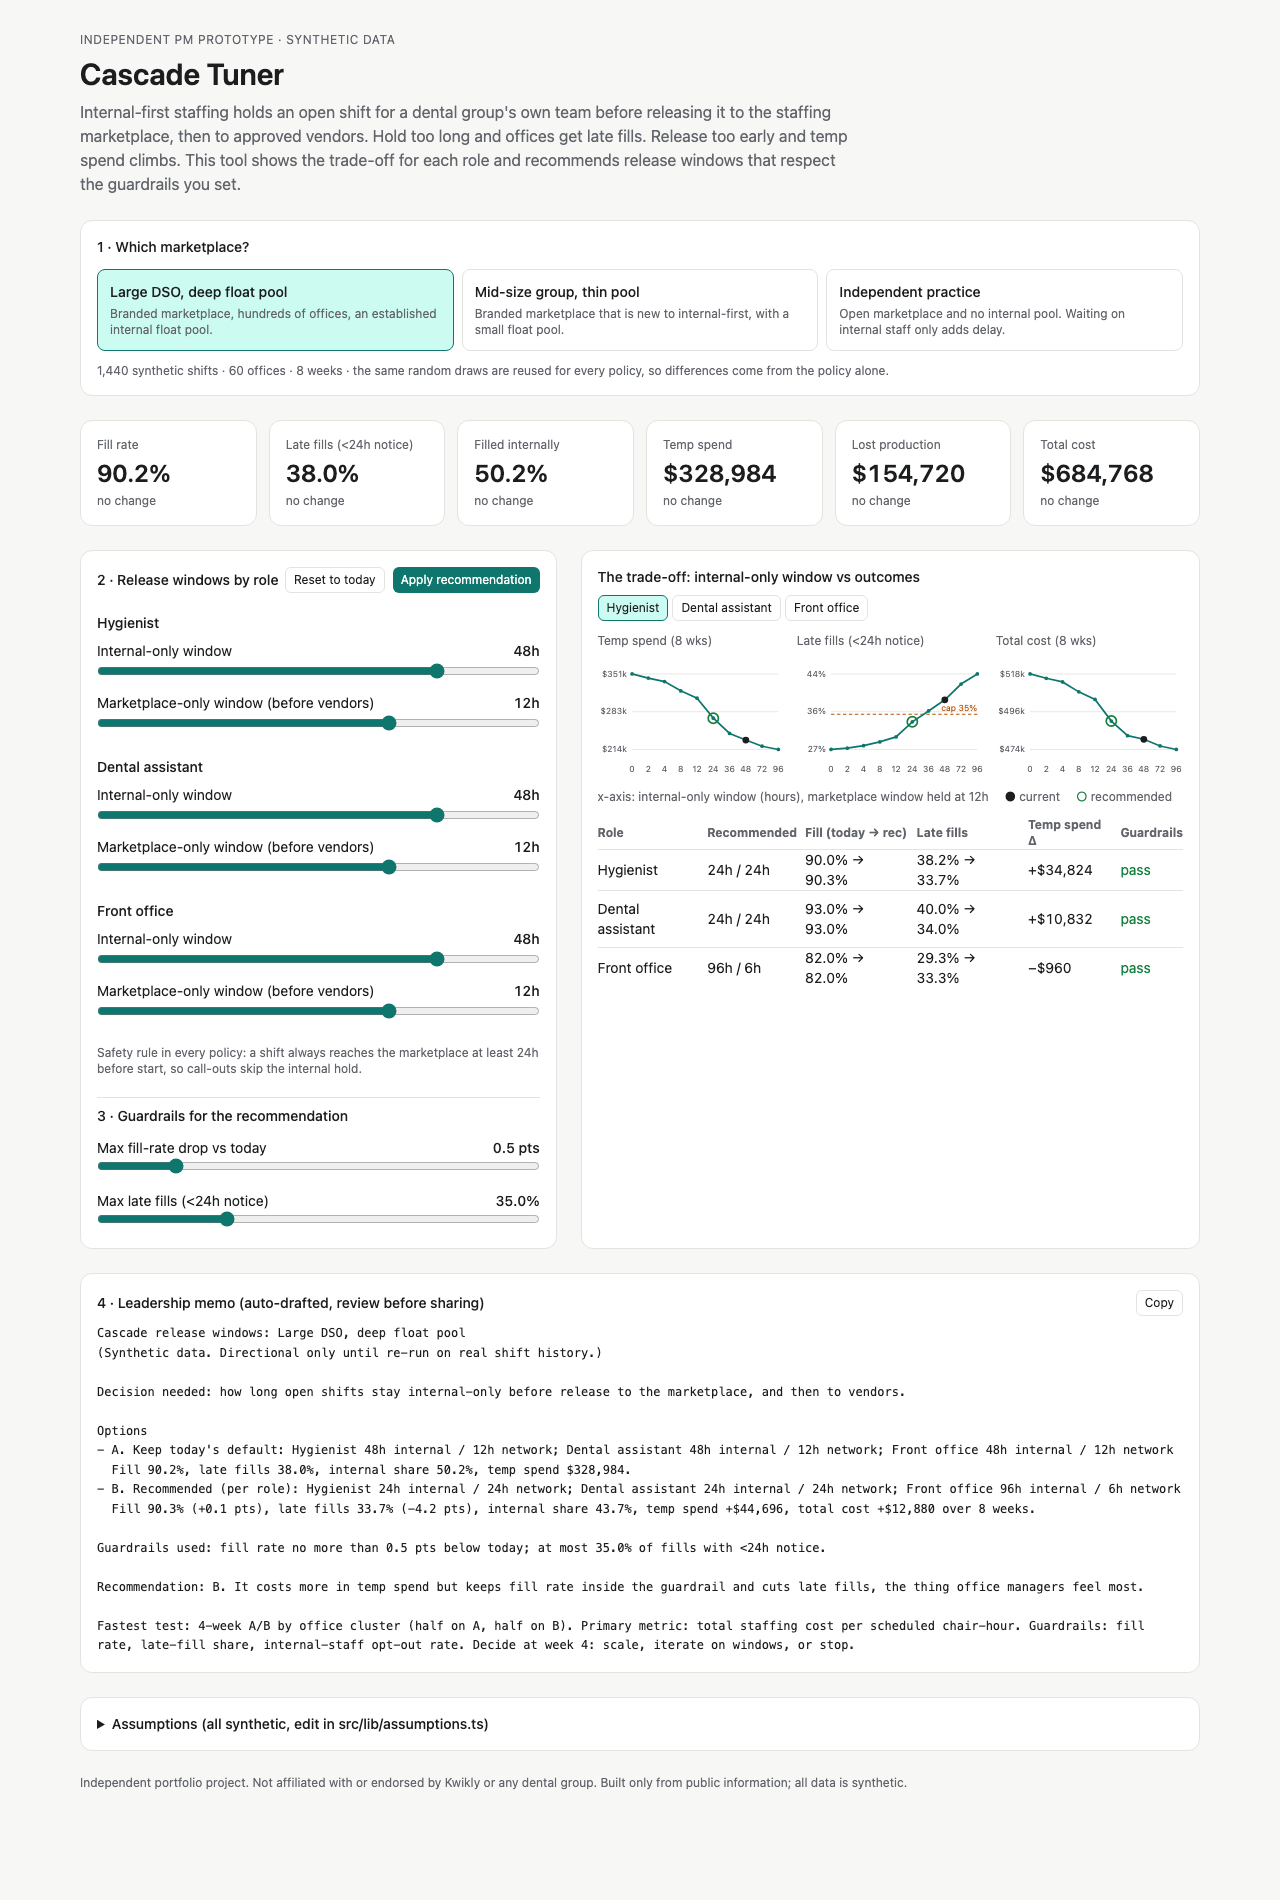 INDEPENDENT PM PROTOTYPE · SYNTHETIC DATA
Cascade Tuner
Internal-first staffing holds an open shift for a dental group's own team before releasing it to the staffing
marketplace, then to approved vendors. Hold too long and offices get late fills. Release too early and temp
spend climbs. This tool shows the trade-off for each role and recommends release windows that respect
the guardrails you set.
1 · Which marketplace?
Large DSO, deep float pool
Branded marketplace, hundreds of offices, an established
internal float pool.
Mid-size group, thin pool
Branded marketplace that is new to internal-first, with a
small float pool.
Independent practice
Open marketplace and no internal pool. Waiting on
internal staff only adds delay.
1,440 synthetic shifts · 60 offices · 8 weeks · the same random draws are reused for every policy, so differences come from the policy alone.
Fill rate
90.2%
no change
Late fills (<24h notice)
38.0%
no change
Filled internally
50.2%
no change
Temp spend
$328,984
no change
Lost production
$154,720
no change
Total cost
$684,768
no change
2 · Release windows by role
Reset to today
Apply recommendation
Hygienist
Internal-only window 48h
Marketplace-only window (before vendors) 12h
Dental assistant
Internal-only window 48h
Marketplace-only window (before vendors) 12h
Front office
Internal-only window 48h
Marketplace-only window (before vendors) 12h
Safety rule in every policy: a shift always reaches the marketplace at least 24h
before start, so call-outs skip the internal hold.
3 · Guardrails for the recommendation
Max fill-rate drop vs today 0.5 pts
Max late fills (<24h notice) 35.0%
The trade-off: internal-only window vs outcomes
Hygienist
Dental assistant
Front office
Temp spend (8 wks)
$351k
$283k
$214k
0 2 4 8 12 24 36 48 72 96
Late fills (<24h notice)
44%
36%
cap 35%
27%
0 2 4 8 12 24 36 48 72 96
Total cost (8 wks)
$518k
$496k
$474k
0 2 4 8 12 24 36 48 72 96
x-axis: internal-only window (hours), marketplace window held at 12h
current
recommended
Role Recommended Fill (today → rec) Late fills Temp spend Δ Guardrails
Hygienist 24h / 24h 90.0% → 90.3% 38.2% → 33.7% +$34,824 pass
Dental assistant 24h / 24h 93.0% → 93.0% 40.0% → 34.0% +$10,832 pass
Front office 96h / 6h 82.0% → 82.0% 29.3% → 33.3% −$960 pass
4 · Leadership memo (auto-drafted, review before sharing)
Copy
Cascade release windows: Large DSO, deep float pool
(Synthetic data. Directional only until re-run on real shift history.)
Decision needed: how long open shifts stay internal-only before release to the marketplace, and then to vendors.
Options
- A. Keep today's default: Hygienist 48h internal / 12h network; Dental assistant 48h internal / 12h network; Front office 48h internal / 12h network
Fill 90.2%, late fills 38.0%, internal share 50.2%, temp spend $328,984.
- B. Recommended (per role): Hygienist 24h internal / 24h network; Dental assistant 24h internal / 24h network; Front office 96h internal / 6h network
Fill 90.3% (+0.1 pts), late fills 33.7% (−4.2 pts), internal share 43.7%, temp spend +$44,696, total cost +$12,880 over 8 weeks.
Guardrails used: fill rate no more than 0.5 pts below today; at most 35.0% of fills with <24h notice.
Recommendation: B. It costs more in temp spend but keeps fill rate inside the guardrail and cuts late fills, the thing office managers feel most.
Fastest test: 4-week A/B by office cluster (half on A, half on B). Primary metric: total staffing cost per scheduled chair-hour. Guardrails: fill
rate, late-fill share, internal-staff opt-out rate. Decide at week 4: scale, iterate on windows, or stop.
Assumptions (all synthetic, edit in src/lib/assumptions.ts)
Independent portfolio project. Not affiliated with or endorsed by Kwikly or any dental group. Built only from public information; all data is synthetic.